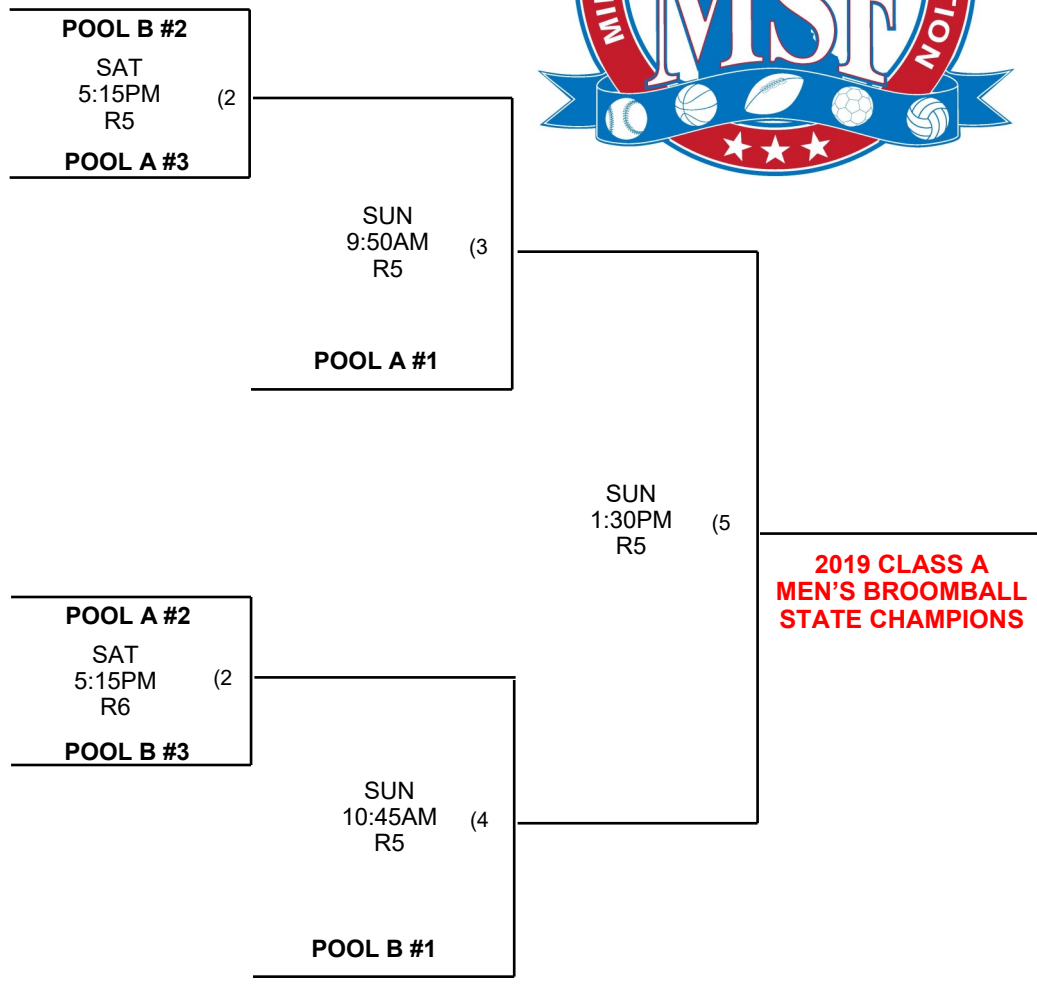 POOL B #2
SAT
5:15PM (2
R5
POOL A #3
MSF
SUN
9:50AM (3
R5
POOL A #1
SUN
1:30PM (5
R5
2019 CLASS A
MEN'S BROOMBALL
STATE CHAMPIONS
POOL A #2
SAT
5:15PM (2
R6
POOL B #3
SUN
10:45AM (4
R5
POOL B #1